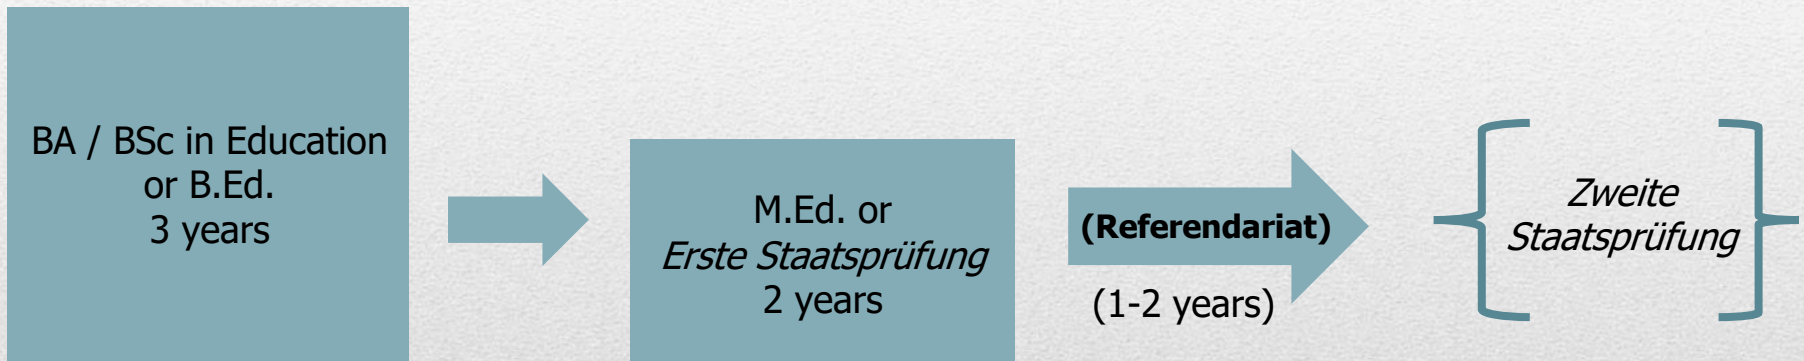 BA / BSc in Education
or B.Ed.
3 years
M.Ed. or
Erste Staatsprüfung
2 years
(Referendariat)
(1-2 years)
Zweite
Staatsprüfung